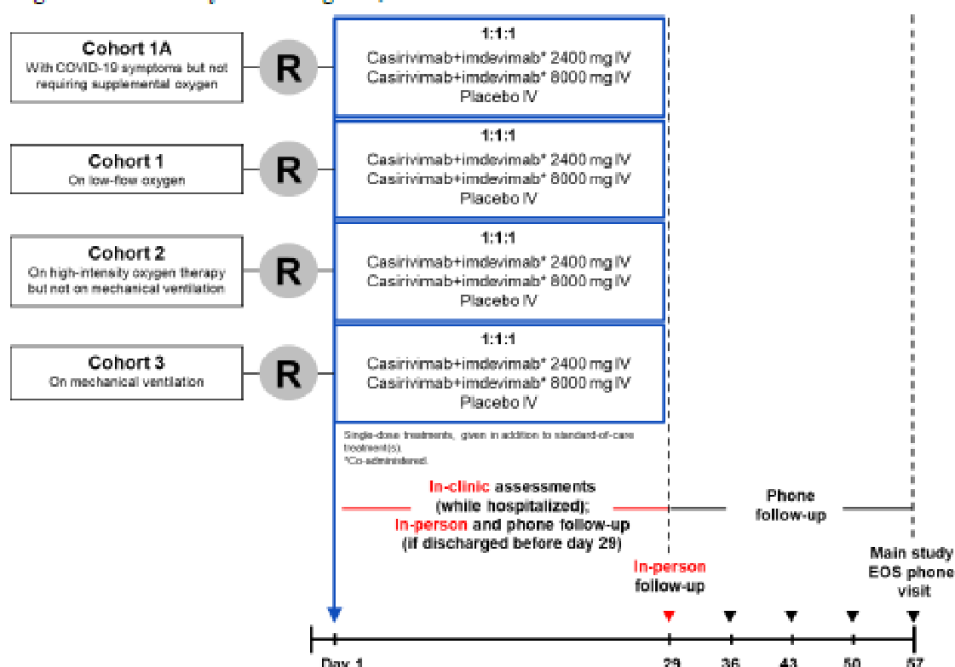 Cohort 1A
With COVID-19 symptoms but not
requiring supplemental oxygen
R
1:1:1
Casirivimab+imdevimab* 2400 mg IV
Casirivimab+imdevimab* 8000 mg IV
Placebo IV
Cohort 1
On low-flow oxygen
R
1:1:1
Casirivimab+imdevimab* 2400 mg IV
Casirivimab+imdevimab* 8000 mg IV
Placebo IV
Cohort 2
On high-intensity oxygen therapy
but not on mechanical ventilation
R
1:1:1
Casirivimab+imdevimab* 2400 mg IV
Casirivimab+imdevimab* 8000 mg IV
Placebo IV
Cohort 3
On mechanical ventilation
R
1:1:1
Casirivimab+imdevimab* 2400 mg IV
Casirivimab+imdevimab* 8000 mg IV
Placebo IV
Single-dose treatments, given in addition to standard-of-care
treatment(s).
*Co-administered.
In-clinic assessments
(while hospitalized);
In-person and phone follow-up
(if discharged before day 29)
Phone
follow-up
In-person
follow-up
Main study
EOS phone
visit
Day 1
29
36
43
50
57